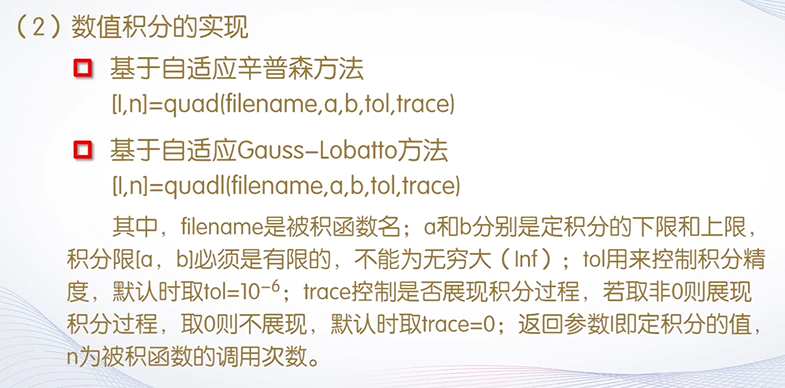 （2）数值积分的实现
基于自适应辛普森方法
[I,n]=quad(filename,a,b,tol,trace)
基于自适应Gauss-Lobatto方法
[I,n]=quadl(filename,a,b,tol,trace)
其中，filename是被积函数名；a和b分别是定积分的下限和上限，
积分限[a，b]必须是有限的，不能为无穷大（Inf）；tol用来控制积分精
度，默认时取tol=10⁻⁶；trace控制是否展现积分过程，若取非0则展现
积分过程，取0则不展现，默认时取trace=0；返回参数I即定积分的值，
n为被积函数的调用次数。